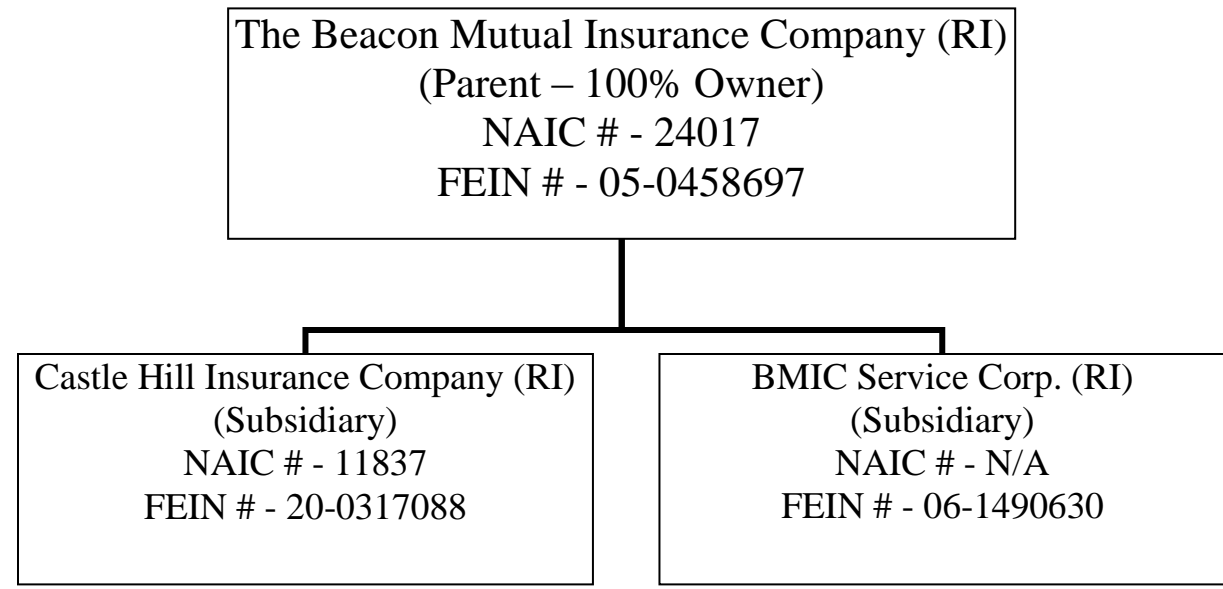 The Beacon Mutual Insurance Company (RI)
(Parent – 100% Owner)
NAIC # - 24017
FEIN # - 05-0458697
Castle Hill Insurance Company (RI)
(Subsidiary)
NAIC # - 11837
FEIN # - 20-0317088
BMIC Service Corp. (RI)
(Subsidiary)
NAIC # - N/A
FEIN # - 06-1490630